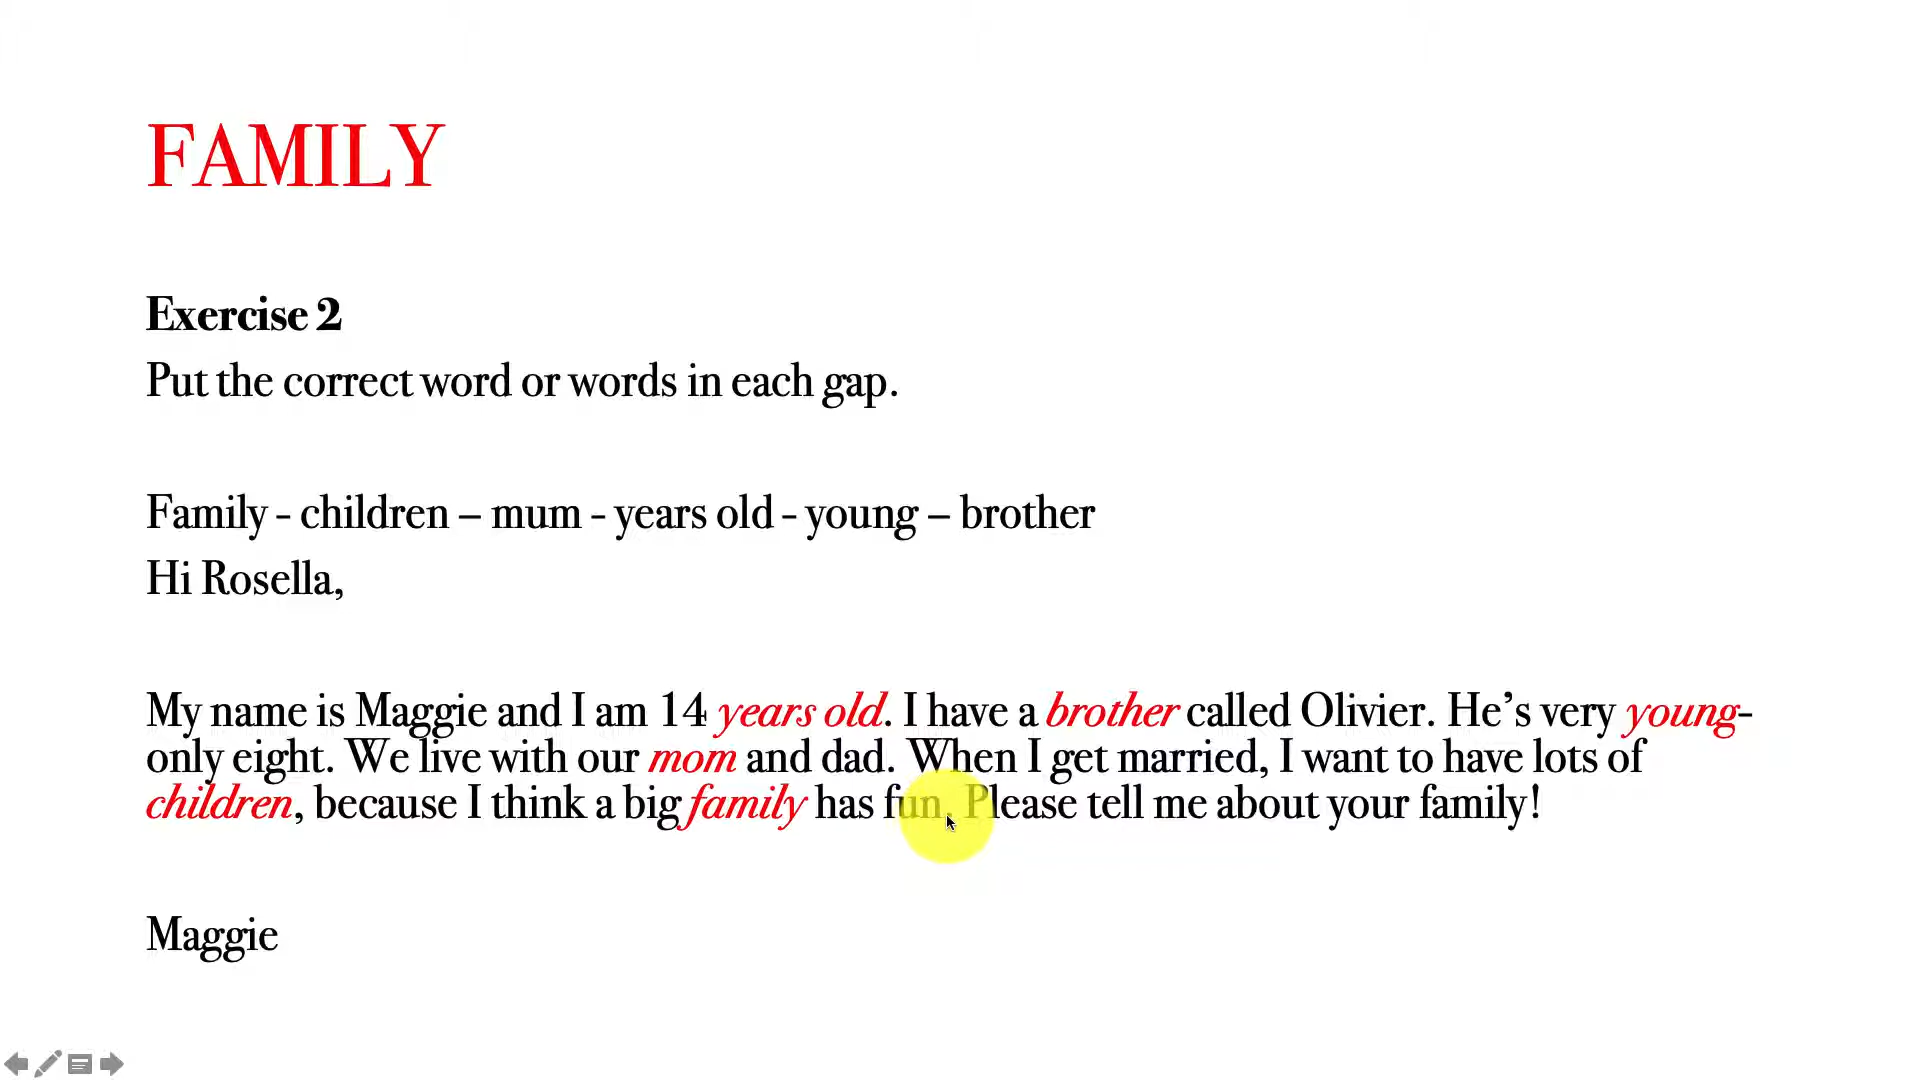 FAMILY
Exercise 2
Put the correct word or words in each gap.
Family - children – mum - years old - young – brother
Hi Rosella,
My name is Maggie and I am 14 years old. I have a brother called Olivier. He’s very young-
only eight. We live with our mom and dad. When I get married, I want to have lots of
children, because I think a big family has fun. Please tell me about your family!
Maggie